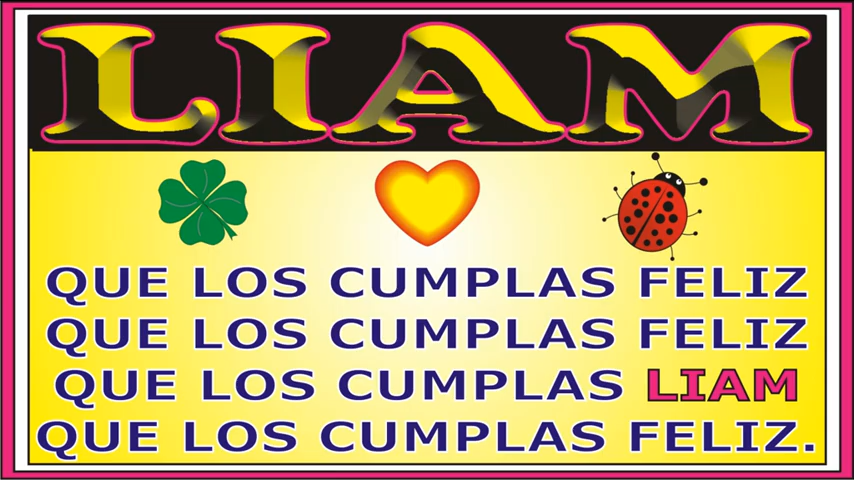 LIAM
QUE LOS CUMPLAS FELIZ
QUE LOS CUMPLAS FELIZ
QUE LOS CUMPLAS LIAM
QUE LOS CUMPLAS FELIZ.